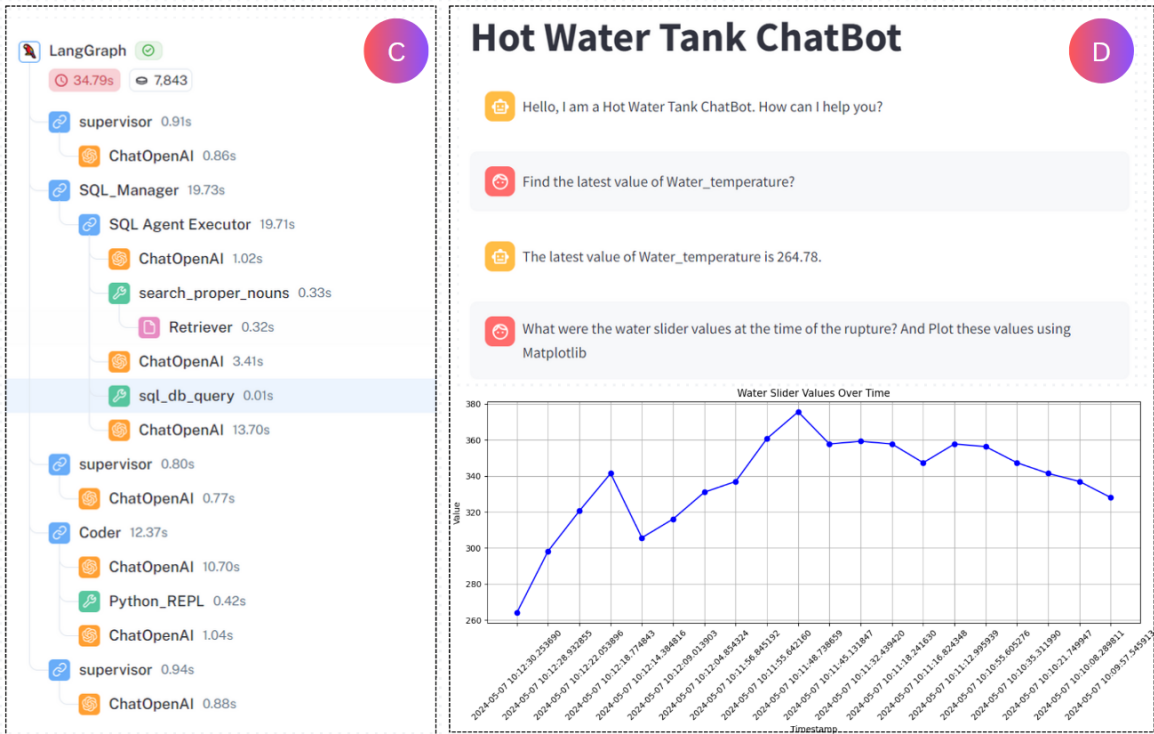 C
LangGraph
34.79s 7,843
supervisor 0.91s
ChatOpenAI 0.86s
SQL_Manager 19.73s
SQL Agent Executor 19.71s
ChatOpenAI 1.02s
search_proper_nouns 0.33s
Retriever 0.32s
ChatOpenAI 3.41s
sql_db_query 0.01s
ChatOpenAI 13.70s
supervisor 0.80s
ChatOpenAI 0.77s
Coder 12.37s
ChatOpenAI 10.70s
Python_REPL 0.42s
ChatOpenAI 1.04s
supervisor 0.94s
ChatOpenAI 0.88s
Hot Water Tank ChatBot
D
Hello, I am a Hot Water Tank ChatBot. How can I help you?
Find the latest value of Water_temperature?
The latest value of Water_temperature is 264.78.
What were the water slider values at the time of the rupture? And Plot these values using
Matplotlib
Water Slider Values Over Time
380
360
340
320
300
280
260
Value
2024-05-07 10:12:30.253690
2024-05-07 10:12:28.932855
2024-05-07 10:12:22.053896
2024-05-07 10:12:18.774843
2024-05-07 10:12:14.384816
2024-05-07 10:12:09.013903
2024-05-07 10:12:04.854324
2024-05-07 10:11:56.845192
2024-05-07 10:11:55.642160
2024-05-07 10:11:48.738659
2024-05-07 10:11:45.131847
2024-05-07 10:11:32.439420
2024-05-07 10:11:18.241630
2024-05-07 10:11:16.824348
2024-05-07 10:11:12.995939
2024-05-07 10:10:55.605276
2024-05-07 10:10:35.311990
2024-05-07 10:10:21.749947
2024-05-07 10:10:08.289811
2024-05-07 10:09:57.545913
Timestamp